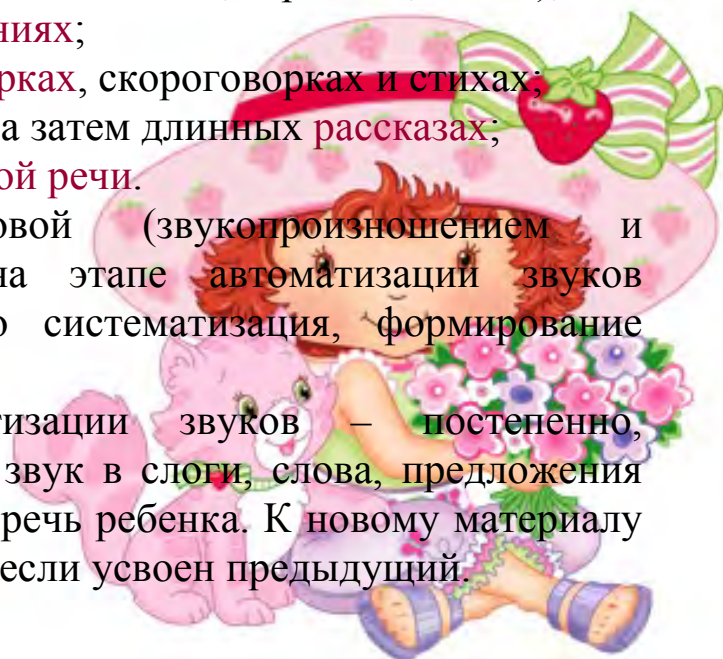 ниях;
рках, скороговорках и стихах;
а затем длинных рассказах;
ой речи.
овой (звукопроизношением и
на этапе автоматизации звуков
о систематизация, формирование
тизации звуков – постепенно,
звук в слоги, слова, предложения
речь ребенка. К новому материалу
если усвоен предыдущий.